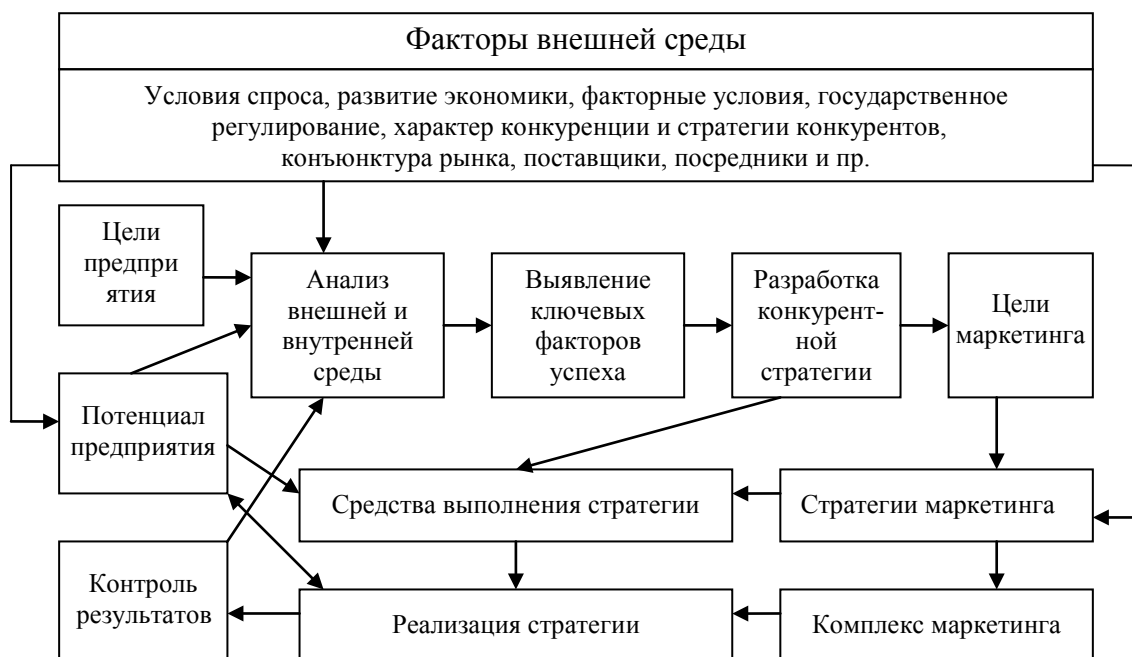 Факторы внешней среды
Условия спроса, развитие экономики, факторные условия, государственное
регулирование, характер конкуренции и стратегии конкурентов,
конъюнктура рынка, поставщики, посредники и пр.
Цели
предпри
ятия
Анализ
внешней и
внутренней
среды
Выявление
ключевых
факторов
успеха
Разработка
конкурент-
ной
стратегии
Цели
маркетинга
Потенциал
предприятия
Средства выполнения стратегии
Стратегии маркетинга
Контроль
результатов
Реализация стратегии
Комплекс маркетинга